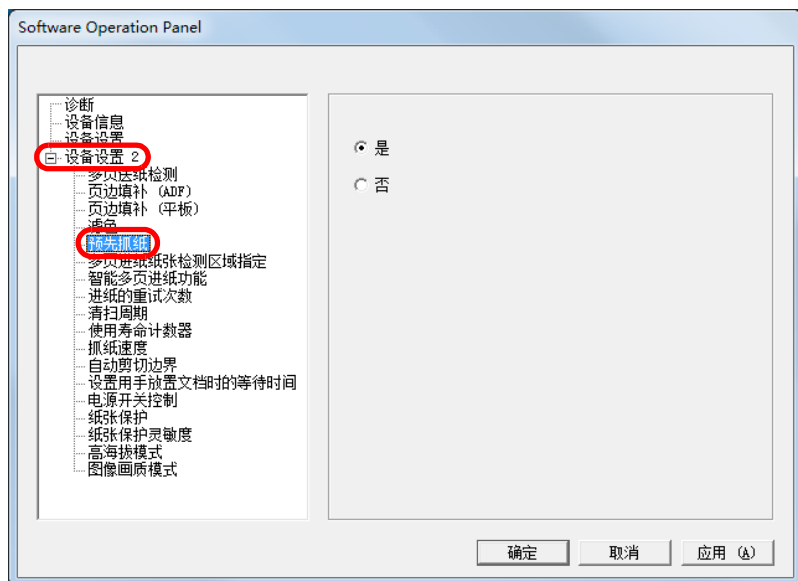 Software Operation Panel
诊断
设备信息
设备设置
设备设置 2
多页送纸检测
页边填补 (ADF)
页边填补 (平板)
滤色
预先抓纸
多页进纸纸张检测区域指定
智能多页进纸功能
进纸的重试次数
清扫周期
使用寿命计数器
抓纸速度
自动剪切边界
设置用手放置文档时的等待时间
电源开关控制
纸张保护
纸张保护灵敏度
高海拔模式
图像画质模式
是
否
确定 取消 应用 (A)